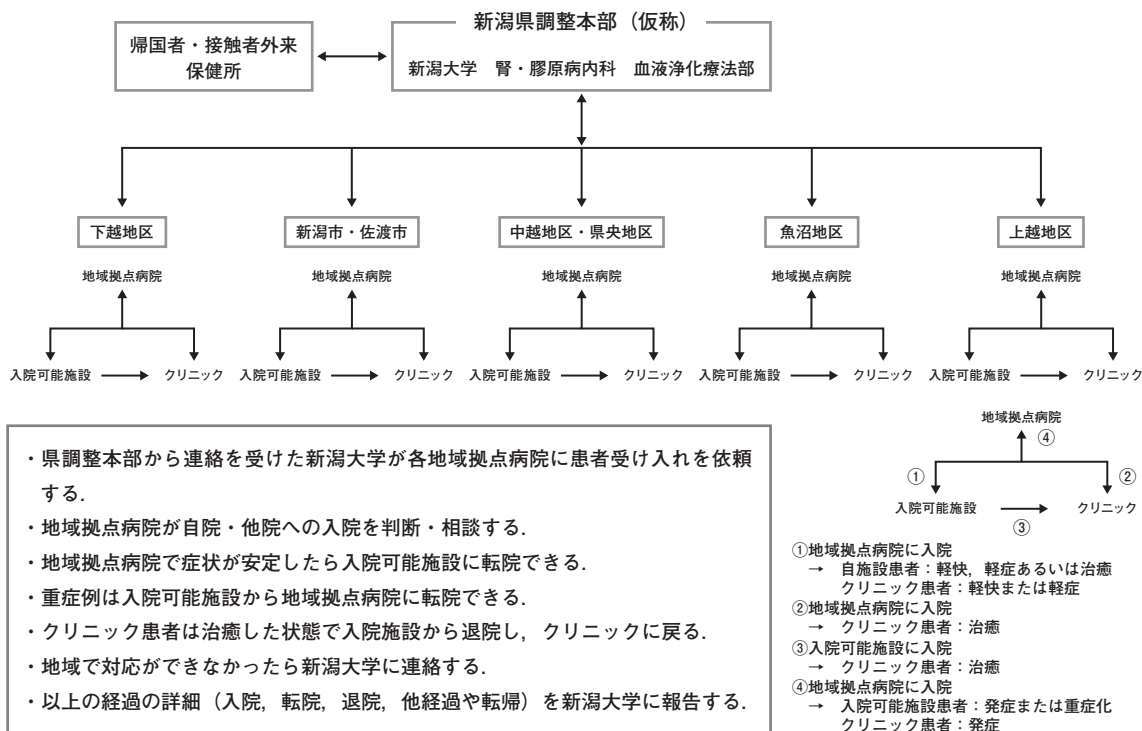 新潟県調整本部（仮称）
帰国者・接触者外来
保健所
新潟大学　腎・膠原病内科　血液浄化療法部
下越地区
新潟市・佐渡市
中越地区・県央地区
魚沼地区
上越地区
地域拠点病院
地域拠点病院
地域拠点病院
地域拠点病院
地域拠点病院
入院可能施設
クリニック
入院可能施設
クリニック
入院可能施設
クリニック
入院可能施設
クリニック
入院可能施設
クリニック
・県調整本部から連絡を受けた新潟大学が各地域拠点病院に患者受け入れを依頼
する．
・地域拠点病院が自院・他院への入院を判断・相談する．
・地域拠点病院で症状が安定したら入院可能施設に転院できる．
・重症例は入院可能施設から地域拠点病院に転院できる．
・クリニック患者は治癒した状態で入院施設から退院し，クリニックに戻る．
・地域で対応ができなかったら新潟大学に連絡する．
・以上の経過の詳細（入院，転院，退院，他経過や転帰）を新潟大学に報告する．
地域拠点病院
④
①
②
入院可能施設
クリニック
③
①地域拠点病院に入院
→　自施設患者：軽快，軽症あるいは治癒
クリニック患者：軽快または軽症
②地域拠点病院に入院
→　クリニック患者：治癒
③入院可能施設に入院
→　クリニック患者：治癒
④地域拠点病院に入院
→　入院可能施設患者：発症または重症化
クリニック患者：発症